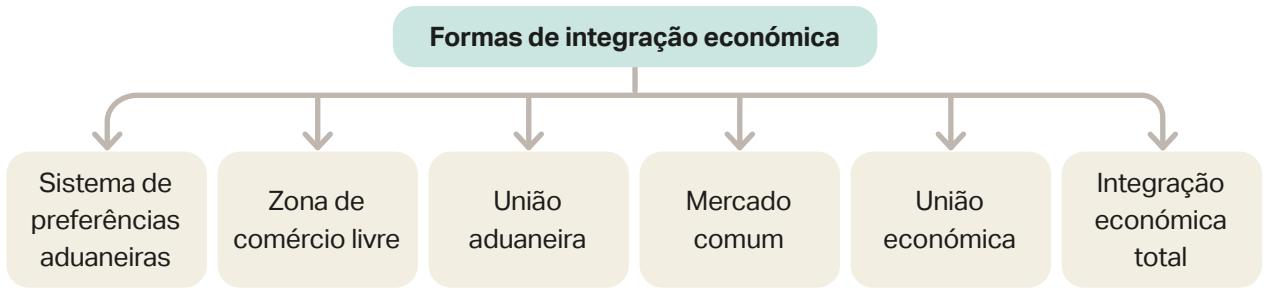 Formas de integração económica
Sistema de
preferências
aduaneiras
Zona de
comércio livre
União
aduaneira
Mercado
comum
União
económica
Integração
económica
total